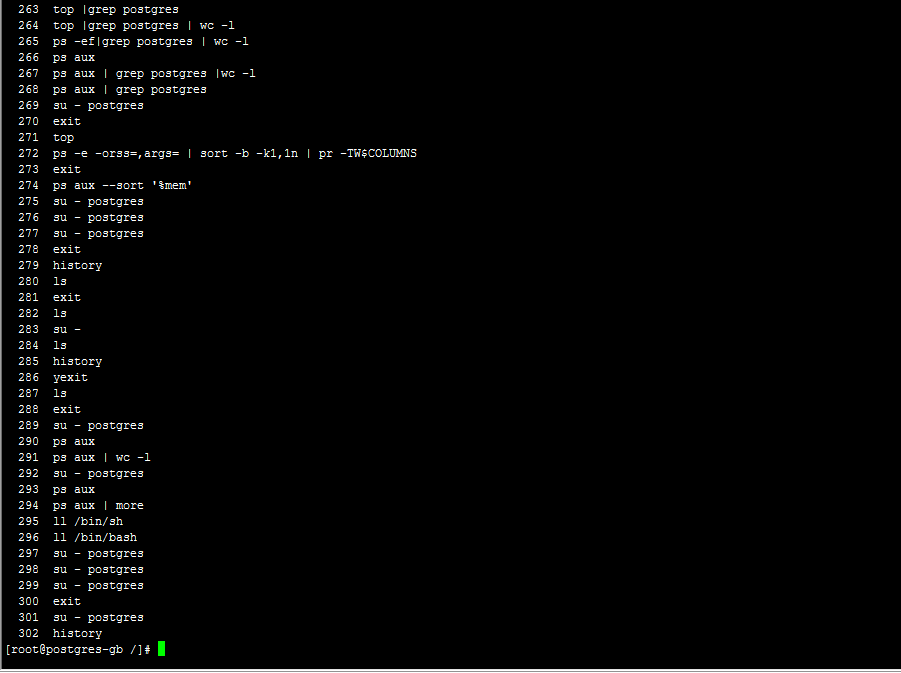 263 top |grep postgres
264 top |grep postgres | wc -l
265 ps -ef|grep postgres | wc -l
266 ps aux
267 ps aux | grep postgres |wc -l
268 ps aux | grep postgres
269 su - postgres
270 exit
271 top
272 ps -e -orss=,args= | sort -b -k1,1n | pr -TW$COLUMNS
273 exit
274 ps aux --sort '%mem'
275 su - postgres
276 su - postgres
277 su - postgres
278 exit
279 history
280 ls
281 exit
282 ls
283 su -
284 ls
285 history
286 yexit
287 ls
288 exit
289 su - postgres
290 ps aux
291 ps aux | wc -l
292 su - postgres
293 ps aux
294 ps aux | more
295 ll /bin/sh
296 ll /bin/bash
297 su - postgres
298 su - postgres
299 su - postgres
300 exit
301 su - postgres
302 history
[root@postgres-gb /]#